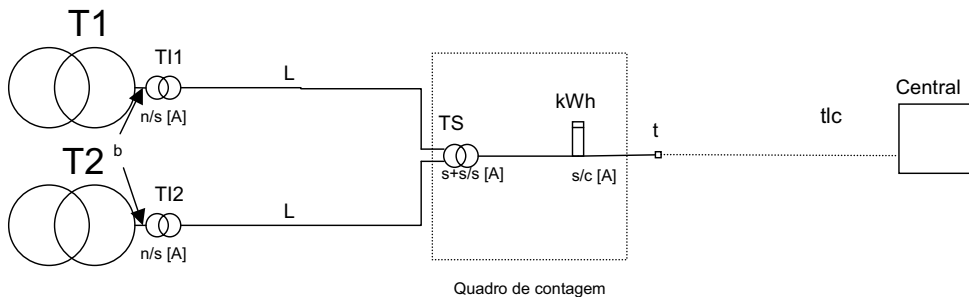 T1
TI1
n/s [A]
L
b
T2
TI2
n/s [A]
L
TS
s+s/s [A]
kWh
s/c [A]
t
tlc
Central
Quadro de contagem